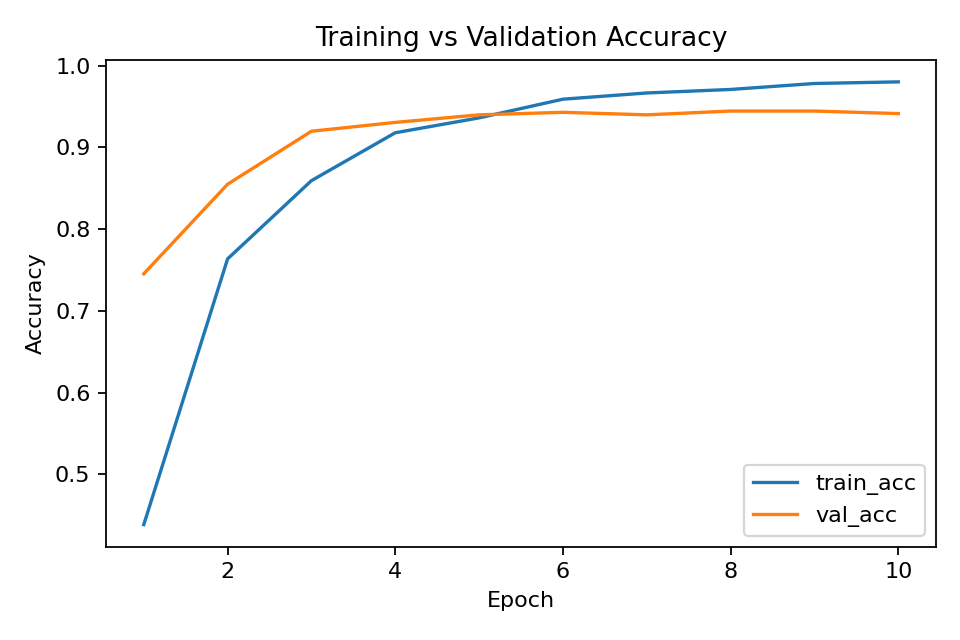 Training vs Validation Accuracy
1.0
0.9
0.8
0.7
0.6
0.5
Accuracy
2 4 6 8 10
Epoch
train_acc
val_acc